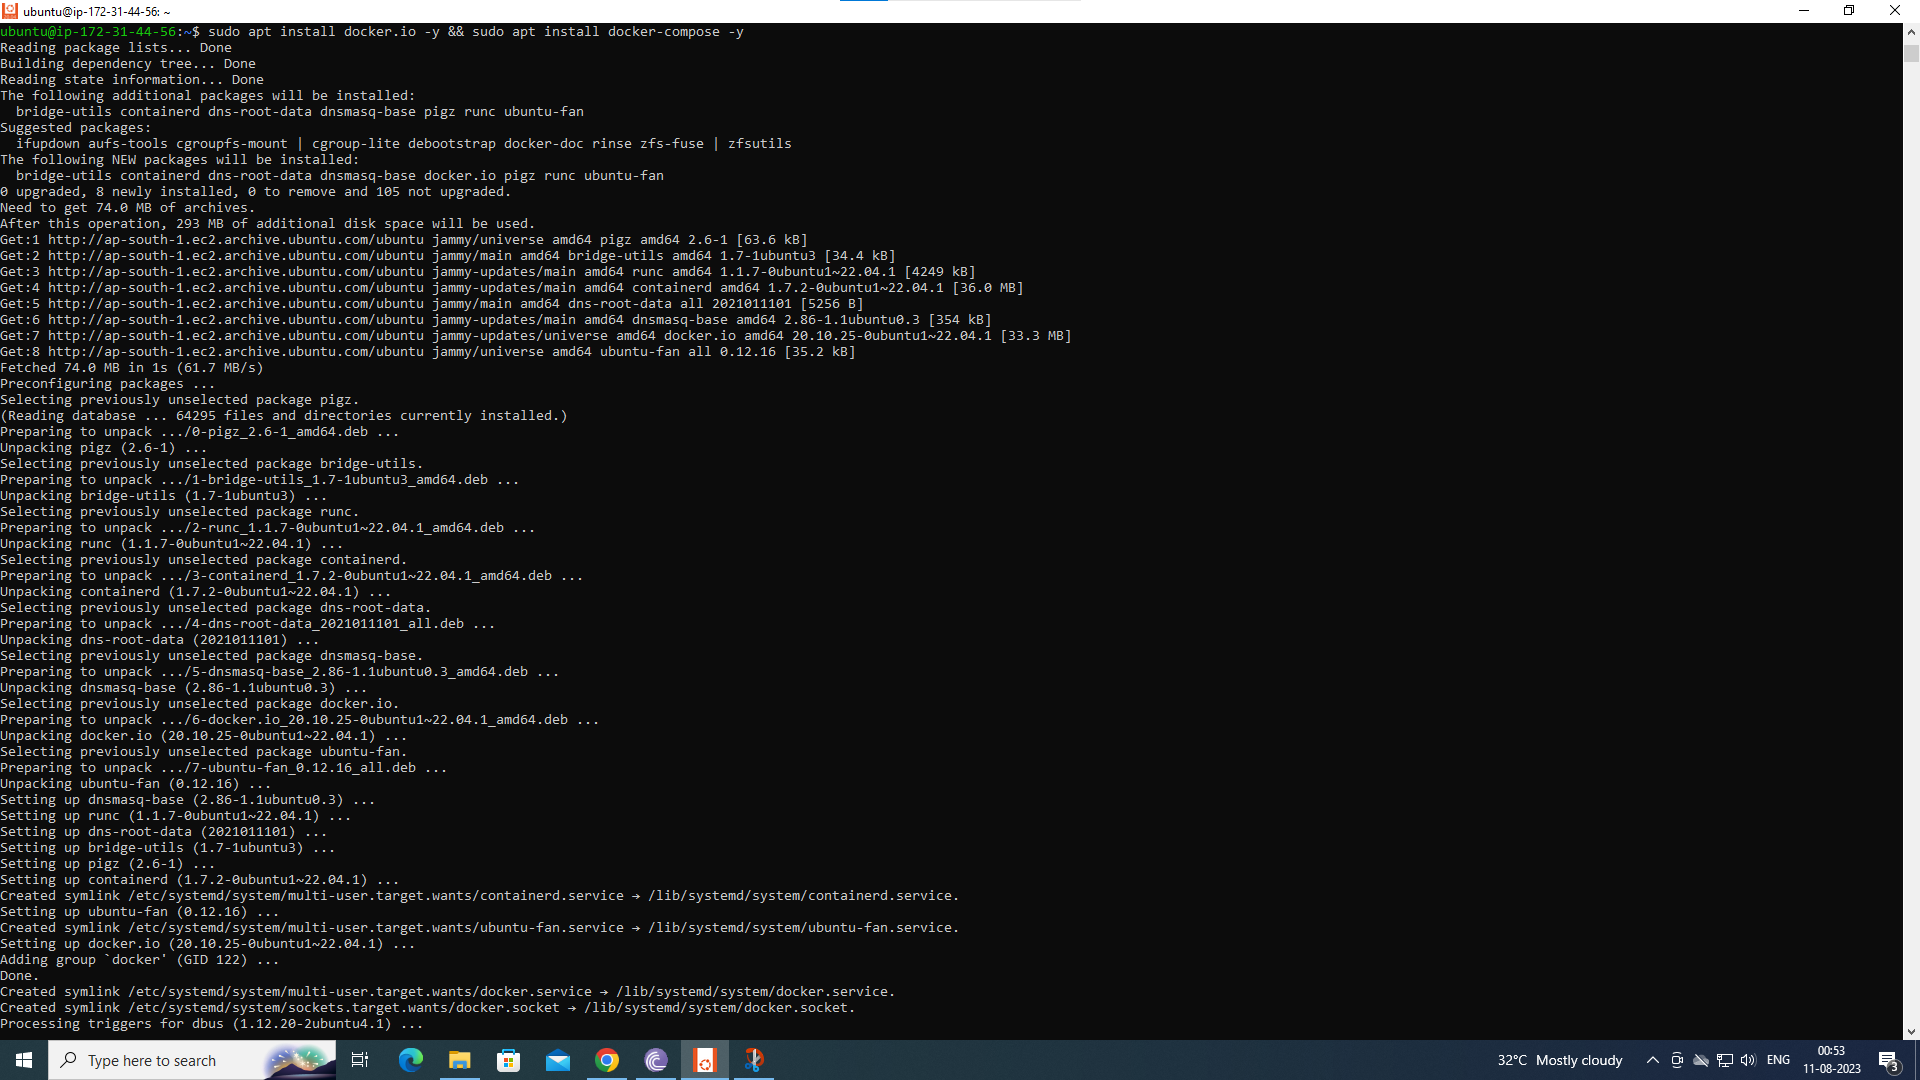 ubuntu@ip-172-31-44-56: ~
ubuntu@ip-172-31-44-56:~$ sudo apt install docker.io -y && sudo apt install docker-compose -y
Reading package lists... Done
Building dependency tree... Done
Reading state information... Done
The following additional packages will be installed:
  bridge-utils containerd dns-root-data dnsmasq-base pigz runc ubuntu-fan
Suggested packages:
  ifupdown aufs-tools cgroupfs-mount | cgroup-lite debootstrap docker-doc rinse zfs-fuse | zfsutils
The following NEW packages will be installed:
  bridge-utils containerd dns-root-data dnsmasq-base docker.io pigz runc ubuntu-fan
0 upgraded, 8 newly installed, 0 to remove and 105 not upgraded.
Need to get 74.0 MB of archives.
After this operation, 293 MB of additional disk space will be used.
Get:1 http://ap-south-1.ec2.archive.ubuntu.com/ubuntu jammy/universe amd64 pigz amd64 2.6-1 [63.6 kB]
Get:2 http://ap-south-1.ec2.archive.ubuntu.com/ubuntu jammy/main amd64 bridge-utils amd64 1.7-1ubuntu3 [34.4 kB]
Get:3 http://ap-south-1.ec2.archive.ubuntu.com/ubuntu jammy-updates/main amd64 runc amd64 1.1.7-0ubuntu1~22.04.1 [4249 kB]
Get:4 http://ap-south-1.ec2.archive.ubuntu.com/ubuntu jammy-updates/main amd64 containerd amd64 1.7.2-0ubuntu1~22.04.1 [36.0 MB]
Get:5 http://ap-south-1.ec2.archive.ubuntu.com/ubuntu jammy/main amd64 dns-root-data all 2021011101 [5256 B]
Get:6 http://ap-south-1.ec2.archive.ubuntu.com/ubuntu jammy-updates/main amd64 dnsmasq-base amd64 2.86-1.1ubuntu0.3 [354 kB]
Get:7 http://ap-south-1.ec2.archive.ubuntu.com/ubuntu jammy-updates/universe amd64 docker.io amd64 20.10.25-0ubuntu1~22.04.1 [33.3 MB]
Get:8 http://ap-south-1.ec2.archive.ubuntu.com/ubuntu jammy/universe amd64 ubuntu-fan all 0.12.16 [35.2 kB]
Fetched 74.0 MB in 1s (61.7 MB/s)
Preconfiguring packages ...
Selecting previously unselected package pigz.
(Reading database ... 64295 files and directories currently installed.)
Preparing to unpack .../0-pigz_2.6-1_amd64.deb ...
Unpacking pigz (2.6-1) ...
Selecting previously unselected package bridge-utils.
Preparing to unpack .../1-bridge-utils_1.7-1ubuntu3_amd64.deb ...
Unpacking bridge-utils (1.7-1ubuntu3) ...
Selecting previously unselected package runc.
Preparing to unpack .../2-runc_1.1.7-0ubuntu1~22.04.1_amd64.deb ...
Unpacking runc (1.1.7-0ubuntu1~22.04.1) ...
Selecting previously unselected package containerd.
Preparing to unpack .../3-containerd_1.7.2-0ubuntu1~22.04.1_amd64.deb ...
Unpacking containerd (1.7.2-0ubuntu1~22.04.1) ...
Selecting previously unselected package dns-root-data.
Preparing to unpack .../4-dns-root-data_2021011101_all.deb ...
Unpacking dns-root-data (2021011101) ...
Selecting previously unselected package dnsmasq-base.
Preparing to unpack .../5-dnsmasq-base_2.86-1.1ubuntu0.3_amd64.deb ...
Unpacking dnsmasq-base (2.86-1.1ubuntu0.3) ...
Selecting previously unselected package docker.io.
Preparing to unpack .../6-docker.io_20.10.25-0ubuntu1~22.04.1_amd64.deb ...
Unpacking docker.io (20.10.25-0ubuntu1~22.04.1) ...
Selecting previously unselected package ubuntu-fan.
Preparing to unpack .../7-ubuntu-fan_0.12.16_all.deb ...
Unpacking ubuntu-fan (0.12.16) ...
Setting up dnsmasq-base (2.86-1.1ubuntu0.3) ...
Setting up runc (1.1.7-0ubuntu1~22.04.1) ...
Setting up dns-root-data (2021011101) ...
Setting up bridge-utils (1.7-1ubuntu3) ...
Setting up pigz (2.6-1) ...
Setting up containerd (1.7.2-0ubuntu1~22.04.1) ...
Created symlink /etc/systemd/system/multi-user.target.wants/containerd.service → /lib/systemd/system/containerd.service.
Setting up ubuntu-fan (0.12.16) ...
Created symlink /etc/systemd/system/multi-user.target.wants/ubuntu-fan.service → /lib/systemd/system/ubuntu-fan.service.
Setting up docker.io (20.10.25-0ubuntu1~22.04.1) ...
Adding group `docker' (GID 122) ...
Done.
Created symlink /etc/systemd/system/multi-user.target.wants/docker.service → /lib/systemd/system/docker.service.
Created symlink /etc/systemd/system/sockets.target.wants/docker.socket → /lib/systemd/system/docker.socket.
Processing triggers for dbus (1.12.20-2ubuntu4.1) ...
Type here to search
32°C Mostly cloudy
ENG
00:53
11-08-2023
3